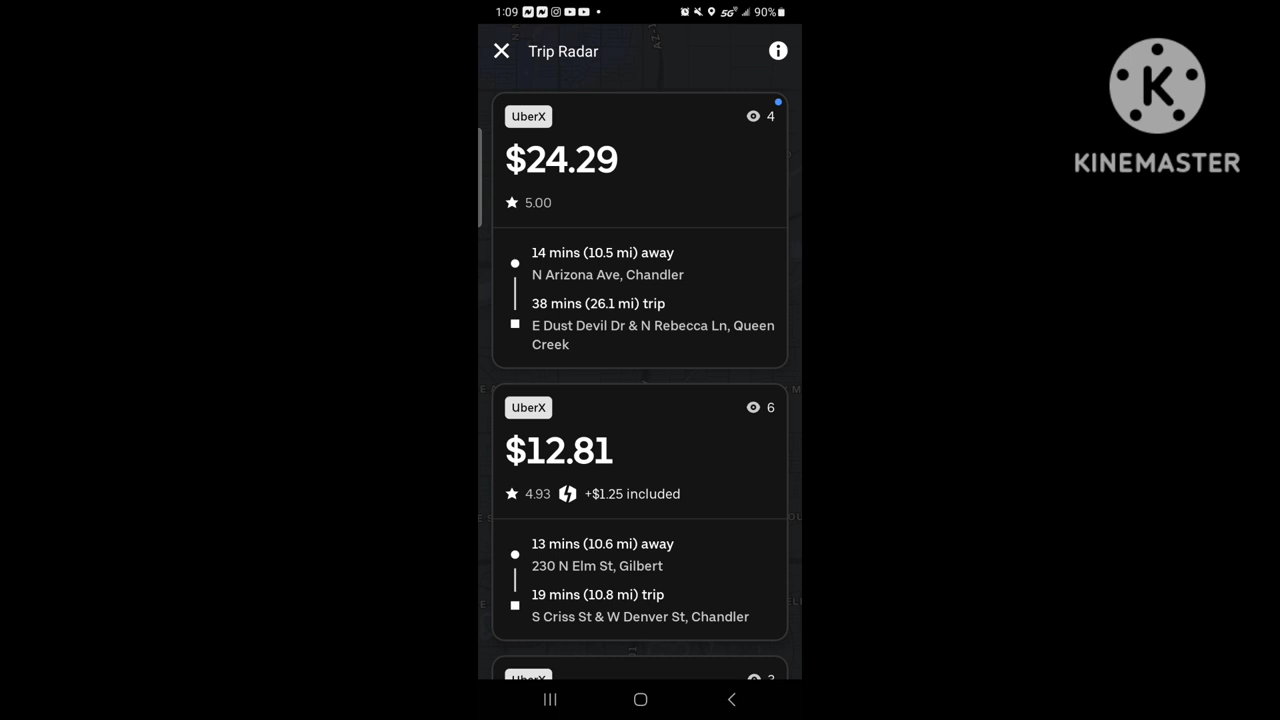 1:09
5G
90%
Trip Radar
UberX
4
$24.29
5.00
14 mins (10.5 mi) away
N Arizona Ave, Chandler
38 mins (26.1 mi) trip
E Dust Devil Dr & N Rebecca Ln, Queen
Creek
UberX
6
$12.81
4.93 +$1.25 included
13 mins (10.6 mi) away
230 N Elm St, Gilbert
19 mins (10.8 mi) trip
S Criss St & W Denver St, Chandler
UberX
K
KINEMASTER